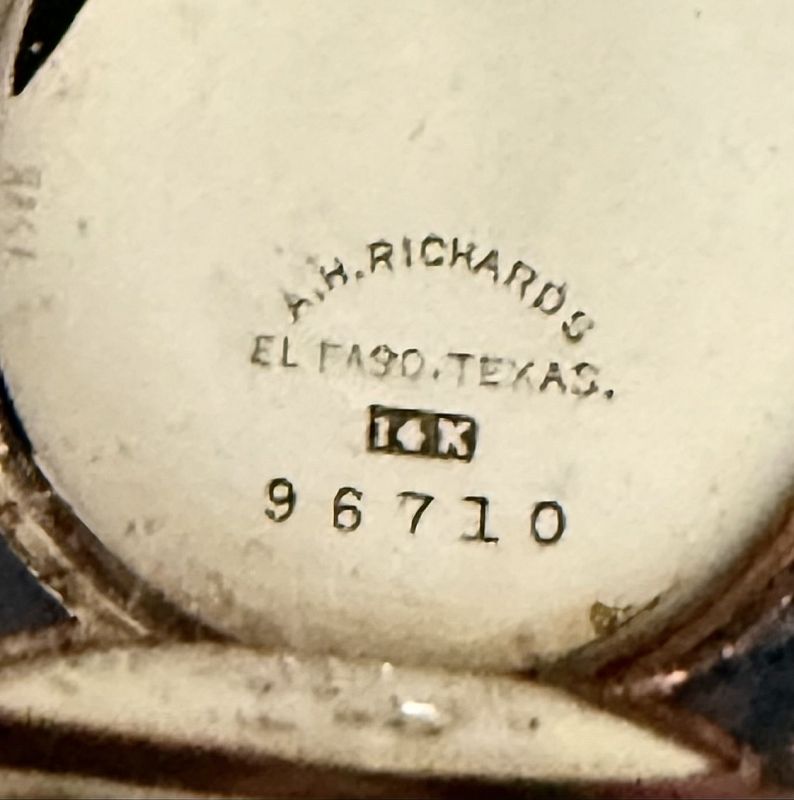 A.H.RICHARDS
EL PASO.TEXAS.
14K
96710